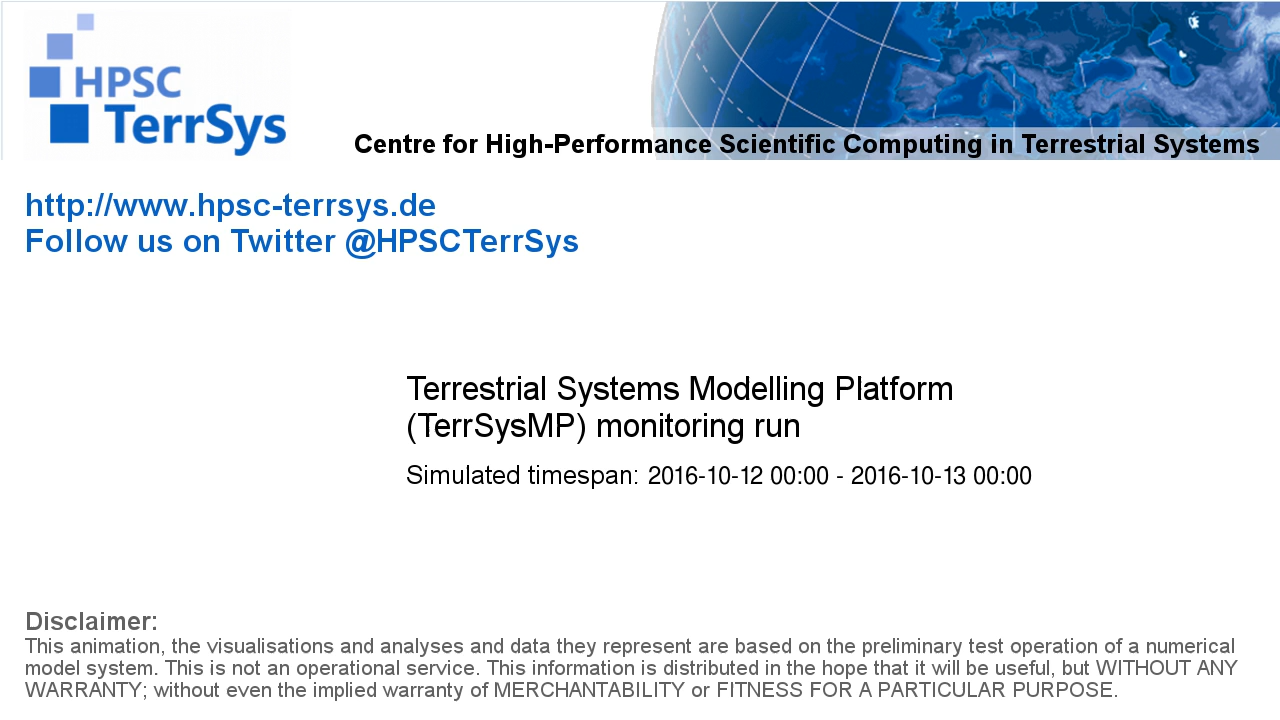 HPSC
TerrSys
Centre for High-Performance Scientific Computing in Terrestrial Systems
http://www.hpsc-terrsys.de
Follow us on Twitter @HPSCTerrSys
Terrestrial Systems Modelling Platform
(TerrSysMP) monitoring run
Simulated timespan: 2016-10-12 00:00 - 2016-10-13 00:00
Disclaimer:
This animation, the visualisations and analyses and data they represent are based on the preliminary test operation of a numerical
model system. This is not an operational service. This information is distributed in the hope that it will be useful, but WITHOUT ANY
WARRANTY; without even the implied warranty of MERCHANTABILITY or FITNESS FOR A PARTICULAR PURPOSE.